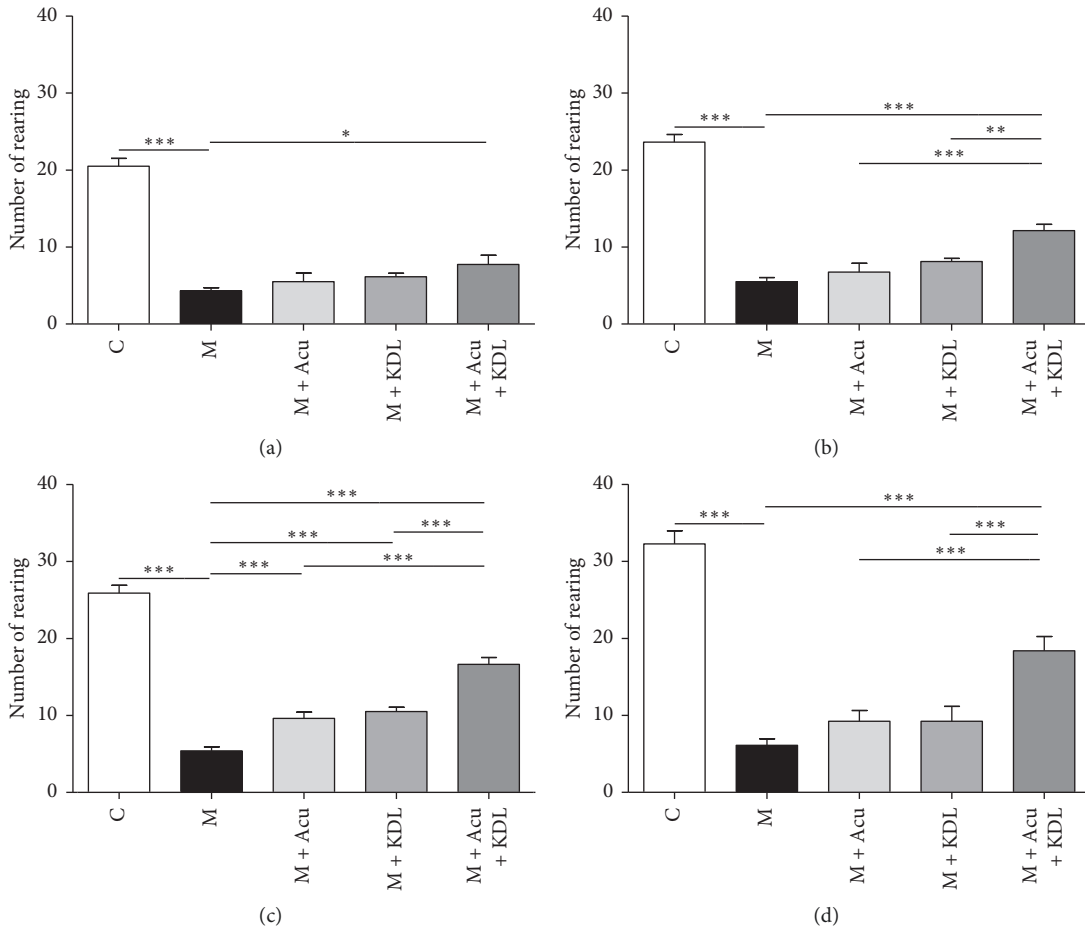 40
30
20
10
0
Number of rearing
***
*
C
M
M + Acu
M + KDL
M + Acu
+ KDL
(a)
40
30
20
10
0
Number of rearing
***
***
**
***
C
M
M + Acu
M + KDL
M + Acu
+ KDL
(b)
40
30
20
10
0
Number of rearing
***
***
***
***
***
***
C
M
M + Acu
M + KDL
M + Acu
+ KDL
(c)
40
30
20
10
0
Number of rearing
***
***
***
***
C
M
M + Acu
M + KDL
M + Acu
+ KDL
(d)